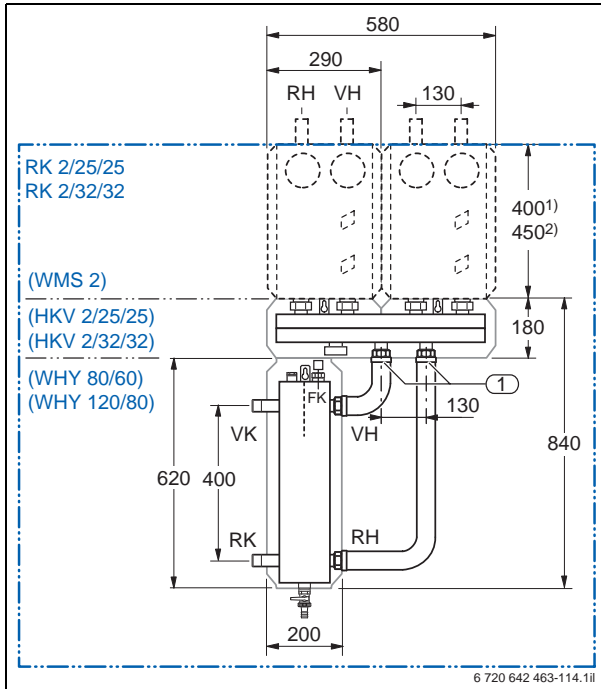 580
290
RH VH 130
RK 2/25/25
RK 2/32/32
400¹⁾
450²⁾
(WMS 2)
(HKV 2/25/25)
(HKV 2/32/32)
180
(WHY 80/60)
(WHY 120/80)
FK
1
130
VK VH
620 400 840
RK RH
200
6 720 642 463-114.1il